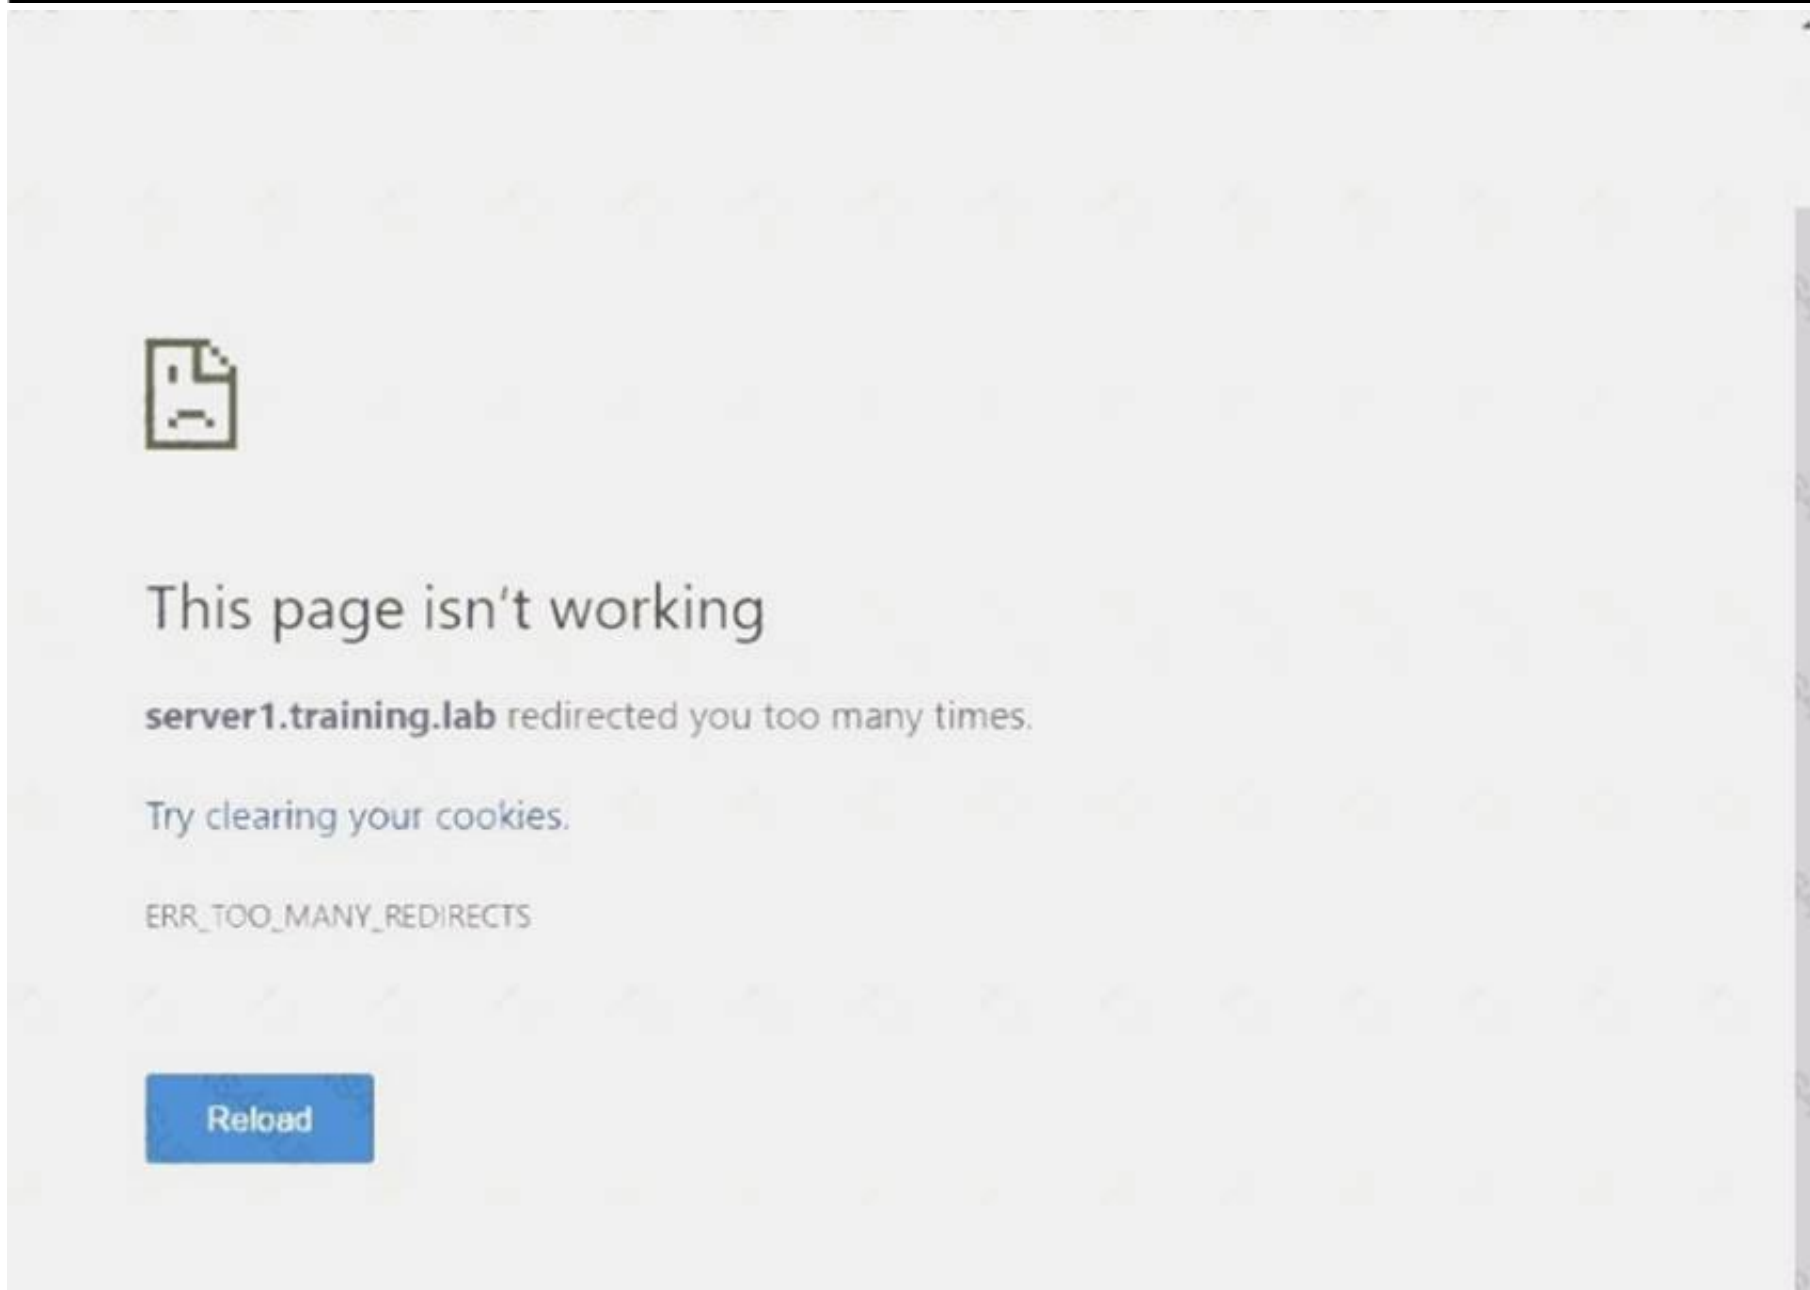 This page isn't working
server1.training.lab redirected you too many times.
Try clearing your cookies.
ERR_TOO_MANY_REDIRECTS
Reload